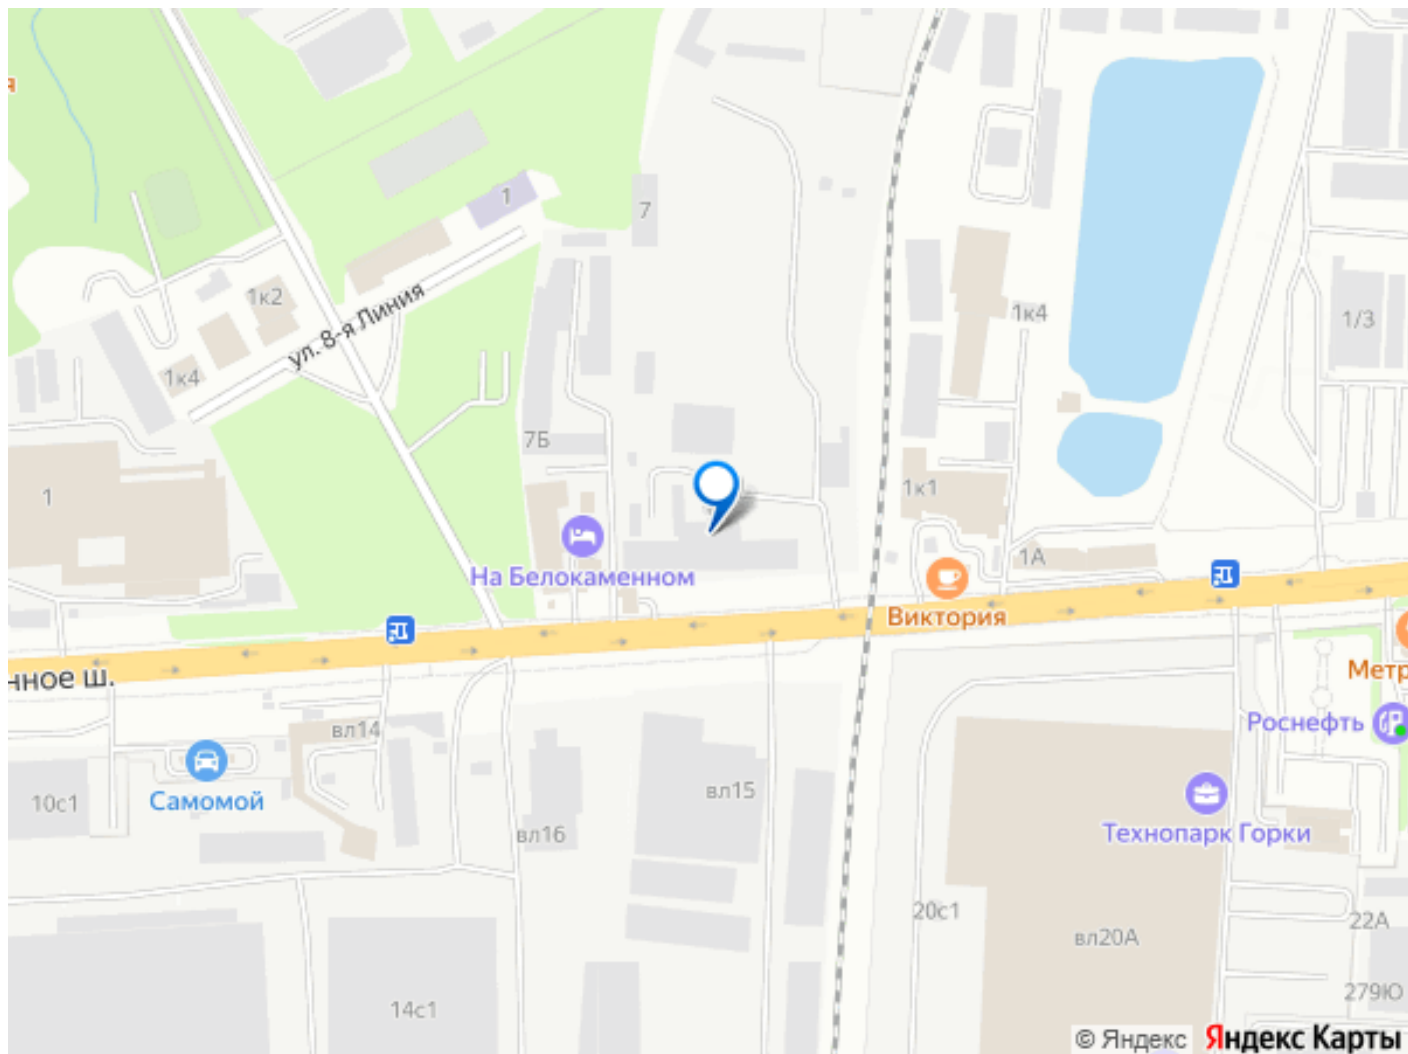 я
1
7
1к2
ул. 8-я Линия
1к4
1к4
1/3
7Б
1
1к1
1А
На Белокаменном
Виктория
нное ш.
Метр
Роснефть
вл14
Самомой
10с1
вл15
вл16
Технопарк Горки
20с1
22А
вл20А
279Ю
14с1
© Яндекс Яндекс Карты